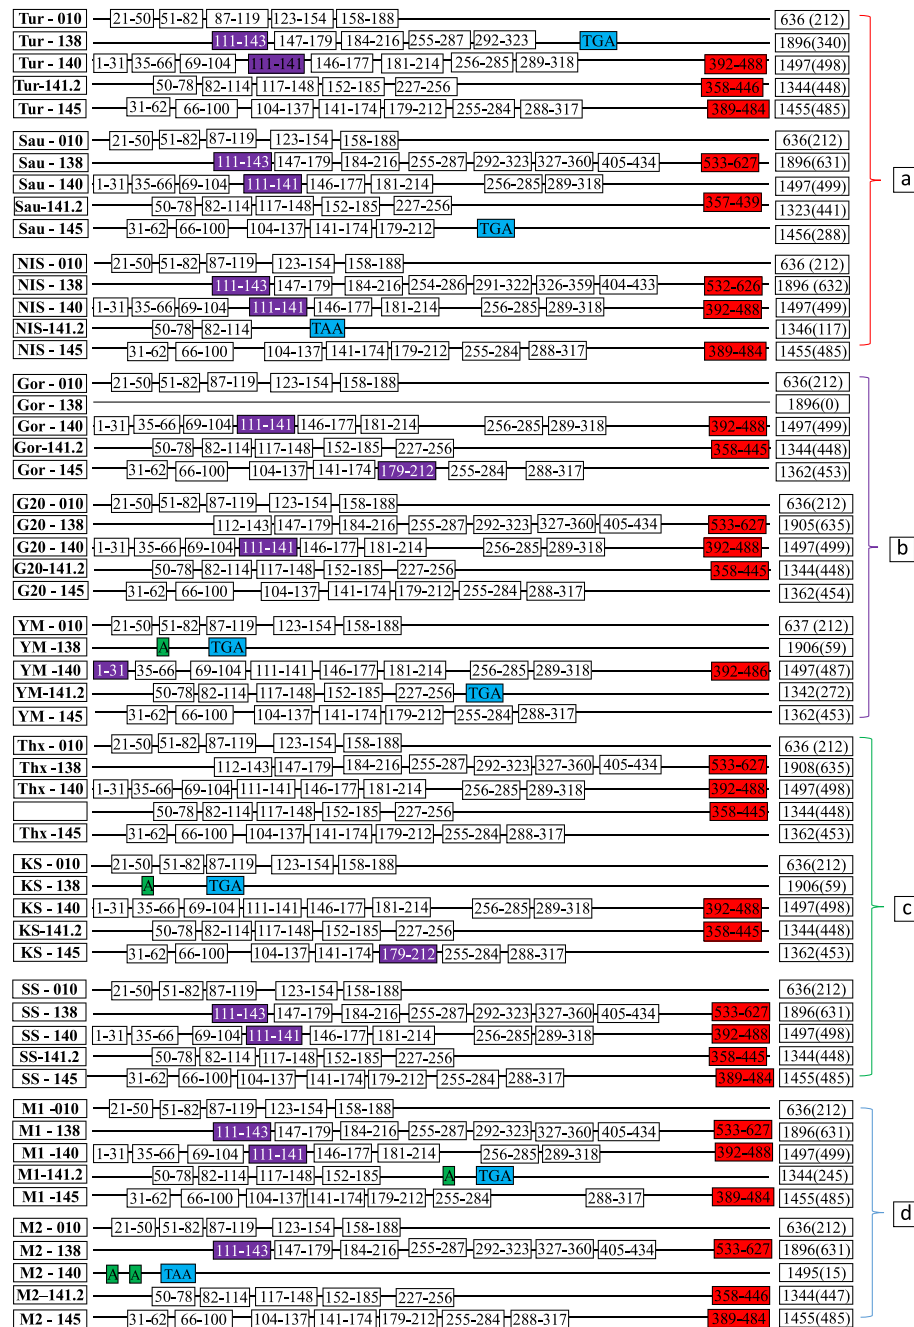 Tur - 010 21-50 51-82 87-119 123-154 158-188 636 (212)
Tur - 138 111-143 147-179 184-216 255-287 292-323 TGA 1896(340)
Tur - 140 1-31 35-66 69-104 111-141 146-177 181-214 256-285 289-318 392-488 1497(498)
Tur-141.2 50-78 82-114 117-148 152-185 227-256 358-446 1344(448)
Tur - 145 31-62 66-100 104-137 141-174 179-212 255-284 288-317 389-484 1455(485)
Sau - 010 21-50 51-82 87-119 123-154 158-188 636(212)
Sau - 138 111-143 147-179 184-216 255-287 292-323 327-360 405-434 533-627 1896(631)
Sau - 140 1-31 35-66 69-104 111-141 146-177 181-214 256-285 289-318 1497(499)
a
Sau-141.2 50-78 82-114 117-148 152-185 227-256 357-439 1323(441)
Sau - 145 31-62 66-100 104-137 141-174 179-212 TGA 1456(288)
NIS - 010 21-50 51-82 87-119 123-154 158-188 636 (212)
NIS - 138 111-143 147-179 184-216 254-286 291-322 326-359 404-433 532-626 1896 (632)
NIS - 140 1-31 35-66 69-104 111-141 146-177 181-214 256-285 289-318 392-488 1497(499)
NIS-141.2 50-78 82-114 TAA 1346(117)
NIS - 145 31-62 66-100 104-137 141-174 179-212 255-284 288-317 389-484 1455(485)
Gor - 010 21-50 51-82 87-119 123-154 158-188 636(212)
Gor - 138 1896(0)
Gor - 140 1-31 35-66 69-104 111-141 146-177 181-214 256-285 289-318 392-488 1497(499)
Gor-141.2 50-78 82-114 117-148 152-185 227-256 358-445 1344(448)
Gor - 145 31-62 66-100 104-137 141-174 179-212 255-284 288-317 1362(453)
G20 - 010 21-50 51-82 87-119 123-154 158-188 636(212)
G20 - 138 112-143 147-179 184-216 255-287 292-323 327-360 405-434 533-627 1905(635)
G20 - 140 1-31 35-66 69-104 111-141 146-177 181-214 256-285 289-318 392-488 1497(499)
b
G20-141.2 50-78 82-114 117-148 152-185 227-256 358-445 1344(448)
G20 - 145 31-62 66-100 104-137 141-174 179-212 255-284 288-317 1362(454)
YM - 010 21-50 51-82 87-119 123-154 158-188 637 (212)
YM -138 A TGA 1906(59)
YM -140 1-31 35-66 69-104 111-141 146-177 181-214 256-285 289-318 392-486 1497(487)
YM-141.2 50-78 82-114 117-148 152-185 227-256 TGA 1342(272)
YM - 145 31-62 66-100 104-137 141-174 179-212 255-284 288-317 1362(453)
Thx - 010 21-50 51-82 87-119 123-154 158-188 636 (212)
Thx -138 112-143 147-179 184-216 255-287 292-323 327-360 405-434 533-627 1908(635)
Thx - 140 1-31 35-66 69-104 111-141 146-177 181-214 256-285 289-318 392-488 1497(498)
50-78 82-114 117-148 152-185 227-256 358-445 1344(448)
Thx - 145 31-62 66-100 104-137 141-174 179-212 255-284 288-317 1362(453)
KS - 010 21-50 51-82 87-119 123-154 158-188 636(212)
KS - 138 A TGA 1906(59)
KS - 140 1-31 35-66 69-104 111-141 146-177 181-214 256-285 289-318 392-488 1497(498)
c
KS-141.2 50-78 82-114 117-148 152-185 227-256 358-445 1344(448)
KS - 145 31-62 66-100 104-137 141-174 179-212 255-284 288-317 1362(453)
SS - 010 21-50 51-82 87-119 123-154 158-188 636(212)
SS - 138 111-143 147-179 184-216 255-287 292-323 327-360 405-434 533-627 1896(631)
SS - 140 1-31 35-66 69-104 111-141 146-177 181-214 256-285 289-318 392-488 1497(498)
SS-141.2 50-78 82-114 117-148 152-185 227-256 358-445 1344(448)
SS - 145 31-62 66-100 104-137 141-174 179-212 255-284 288-317 389-484 1455(485)
M1 -010 21-50 51-82 87-119 123-154 158-188 636(212)
M1 - 138 111-143 147-179 184-216 255-287 292-323 327-360 405-434 533-627 1896(631)
M1 -140 1-31 35-66 69-104 111-141 146-177 181-214 256-285 289-318 392-488 1497(499)
M1-141.2 50-78 82-114 117-148 152-185 A TGA 1344(245)
M1 -145 31-62 66-100 104-137 141-174 179-212 255-284 288-317 389-484 1455(485)
d
M2 - 010 21-50 51-82 87-119 123-154 158-188 636(212)
M2 - 138 111-143 147-179 184-216 255-287 292-323 327-360 405-434 533-627 1896(631)
M2 - 140 A A TAA 1495(15)
M2–141.2 50-78 82-114 117-148 152-185 227-256 358-446 1344(447)
M2 - 145 31-62 66-100 104-137 141-174 179-212 255-284 288-317 389-484 1455(485)